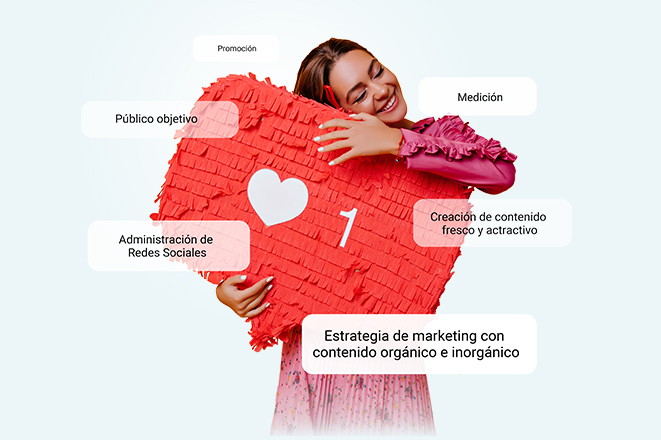 Promoción
Medición
Público objetivo
1
Creación de contenido
fresco y actractivo
Administración de
Redes Sociales
Estrategia de marketing con
contenido orgánico e inorgánico